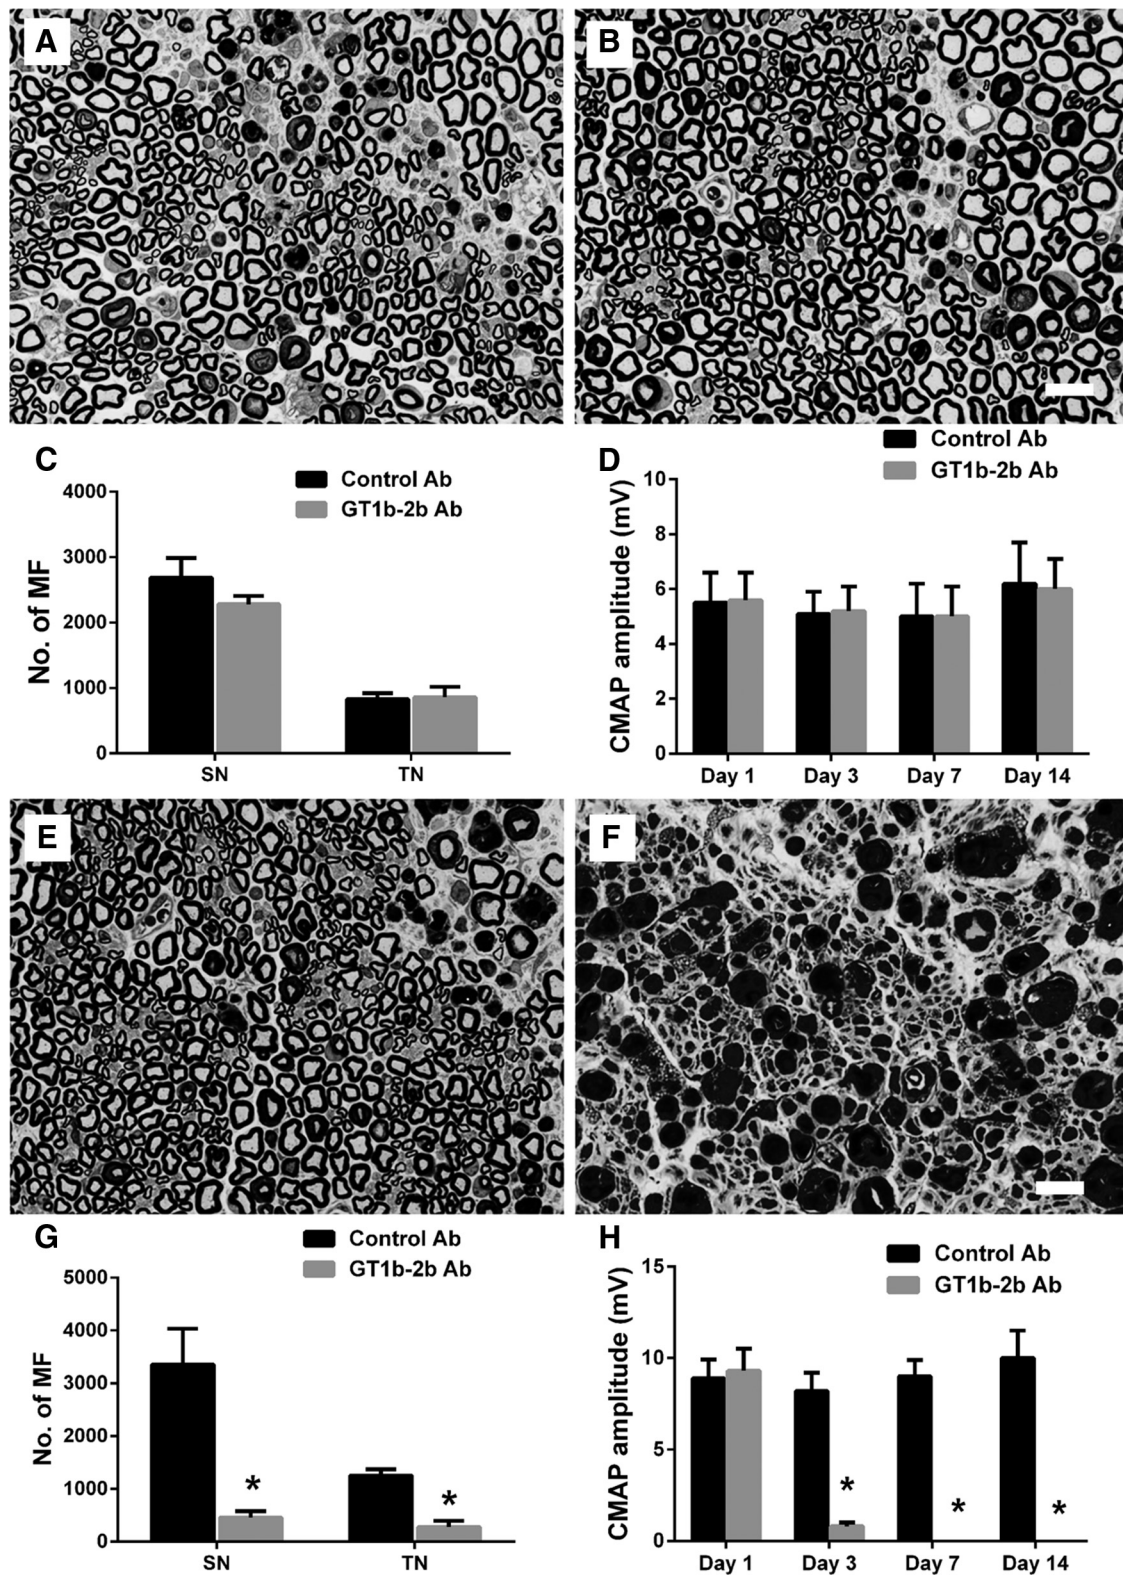 A
B
C
Control Ab
GT1b-2b Ab
No. of MF
4000
3000
2000
1000
0
SN
TN
D
Control Ab
GT1b-2b Ab
CMAP amplitude (mV)
10
8
6
4
2
0
Day 1
Day 3
Day 7
Day 14
E
F
G
Control Ab
GT1b-2b Ab
No. of MF
5000
4000
3000
2000
1000
0
*
*
SN
TN
H
Control Ab
GT1b-2b Ab
CMAP amplitude (mV)
15
10
5
0
*
*
*
Day 1
Day 3
Day 7
Day 14